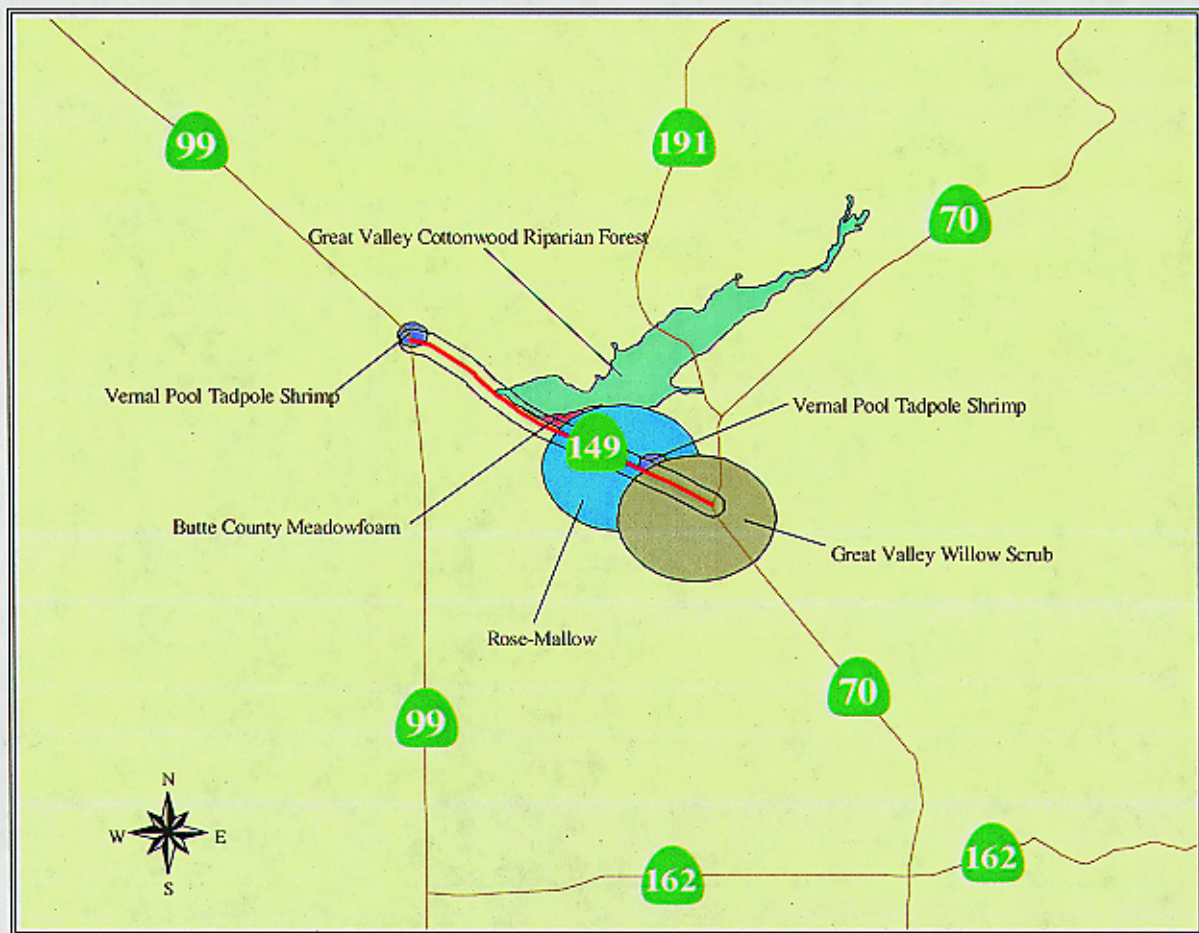 99
191
70
Great Valley Cottonwood Riparian Forest
Vernal Pool Tadpole Shrimp
Vernal Pool Tadpole Shrimp
149
Butte County Meadowfoam
Great Valley Willow Scrub
Rose-Mallow
70
99
N
W E
S
162
162